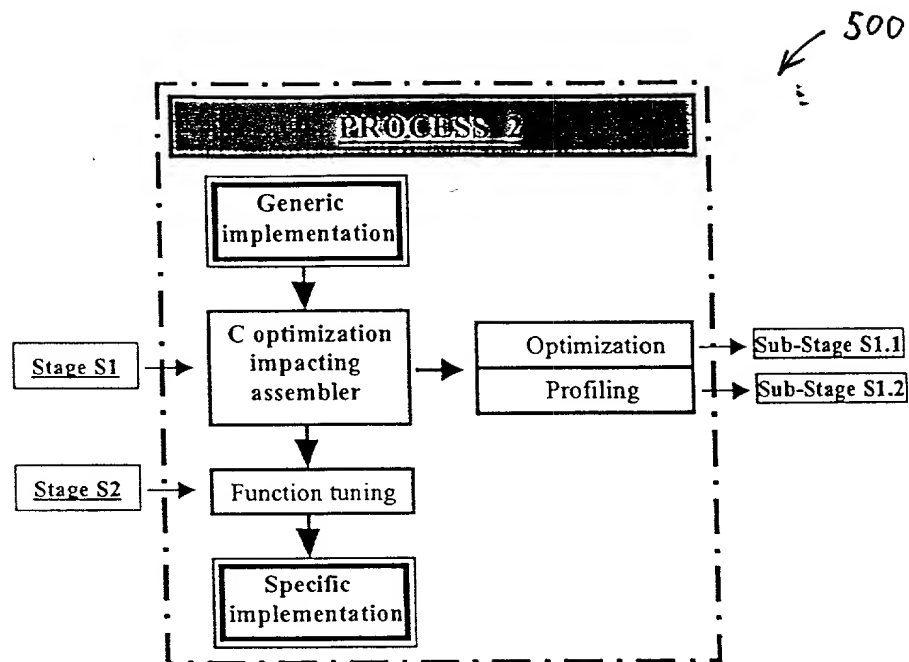 500
PROCESS 2
Generic
implementation
C optimization
impacting
assembler
Stage S1
Optimization
Profiling
Sub-Stage S1.1
Sub-Stage S1.2
Stage S2
Function tuning
Specific
implementation